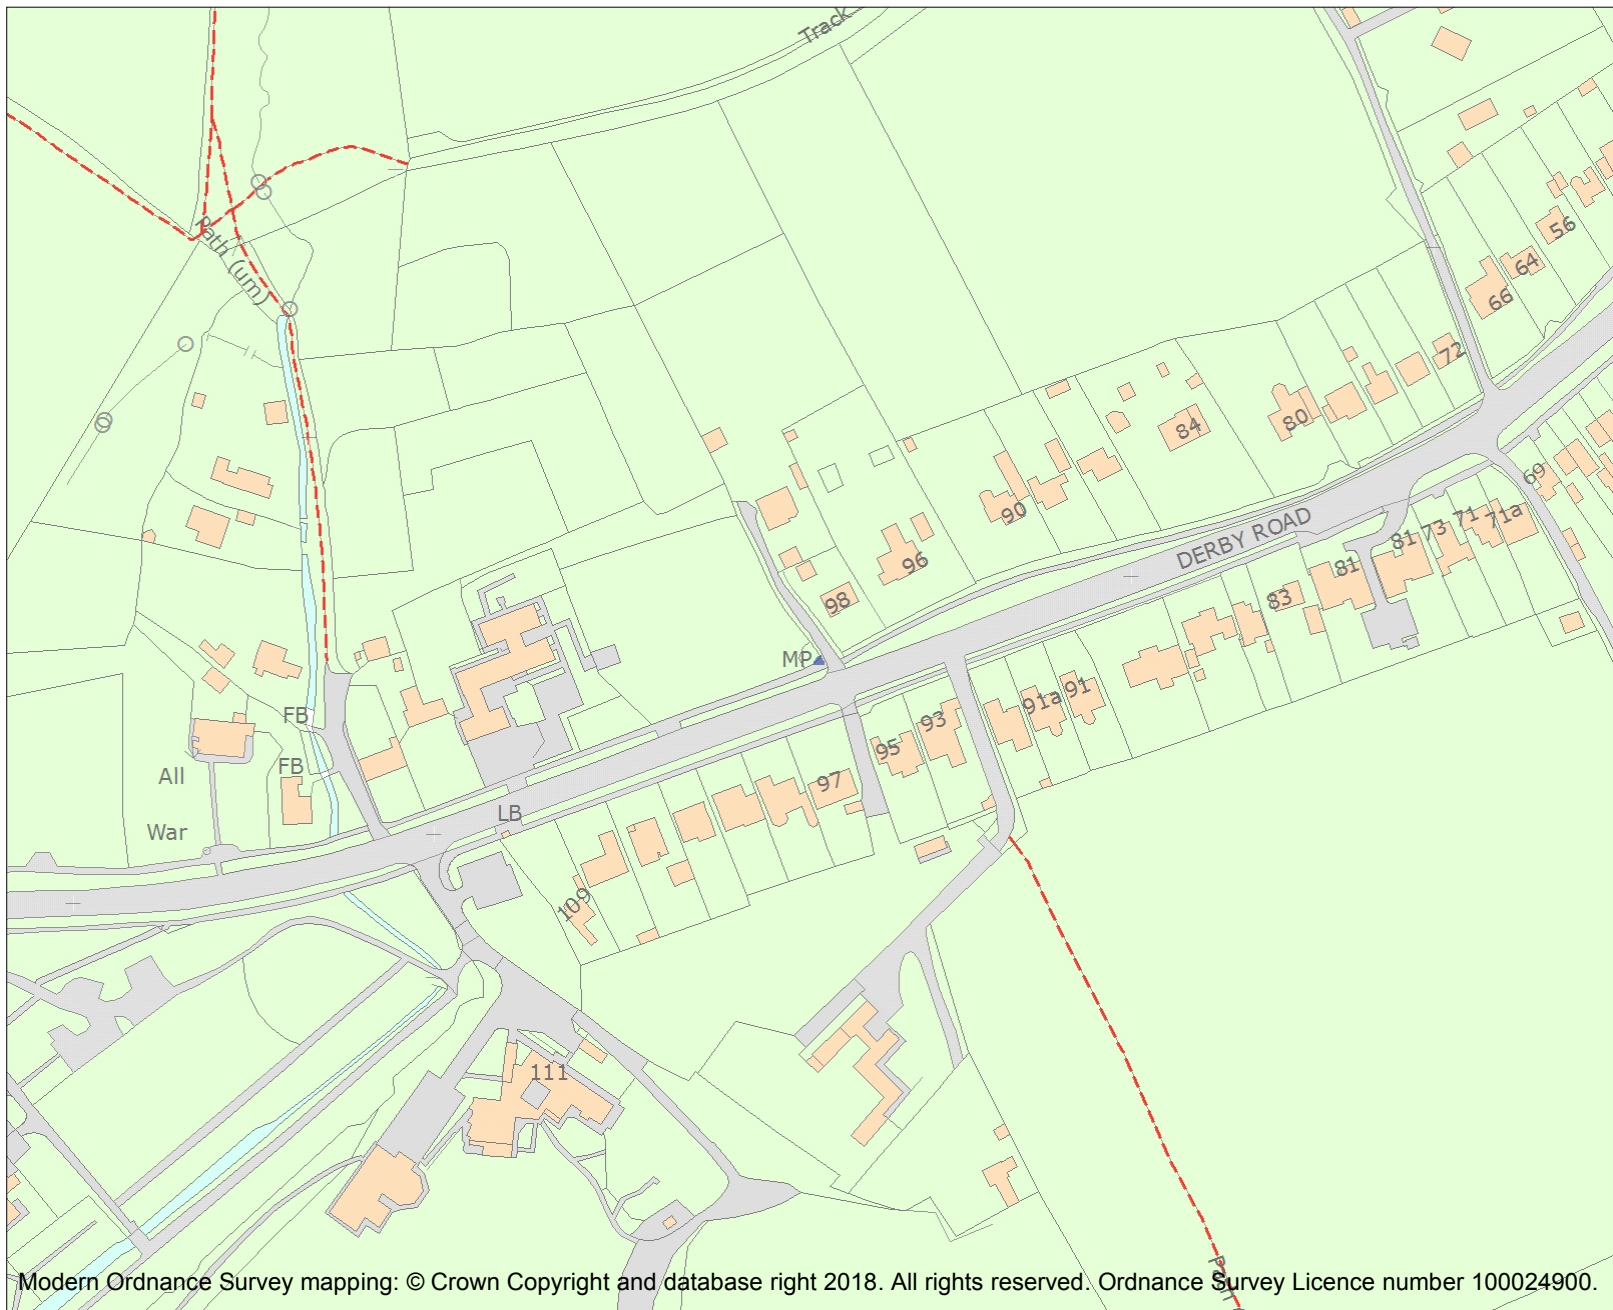 Track
Path (um)
56
64
66
72
80
84
90
96
98
DERBY ROAD
69
71a
71
73
81
81
83
MP
91
91a
93
95
97
FB
FB
All
War
LB
109
111
Path
Modern Ordnance Survey mapping: © Crown Copyright and database right 2018. All rights reserved. Ordnance Survey Licence number 100024900.